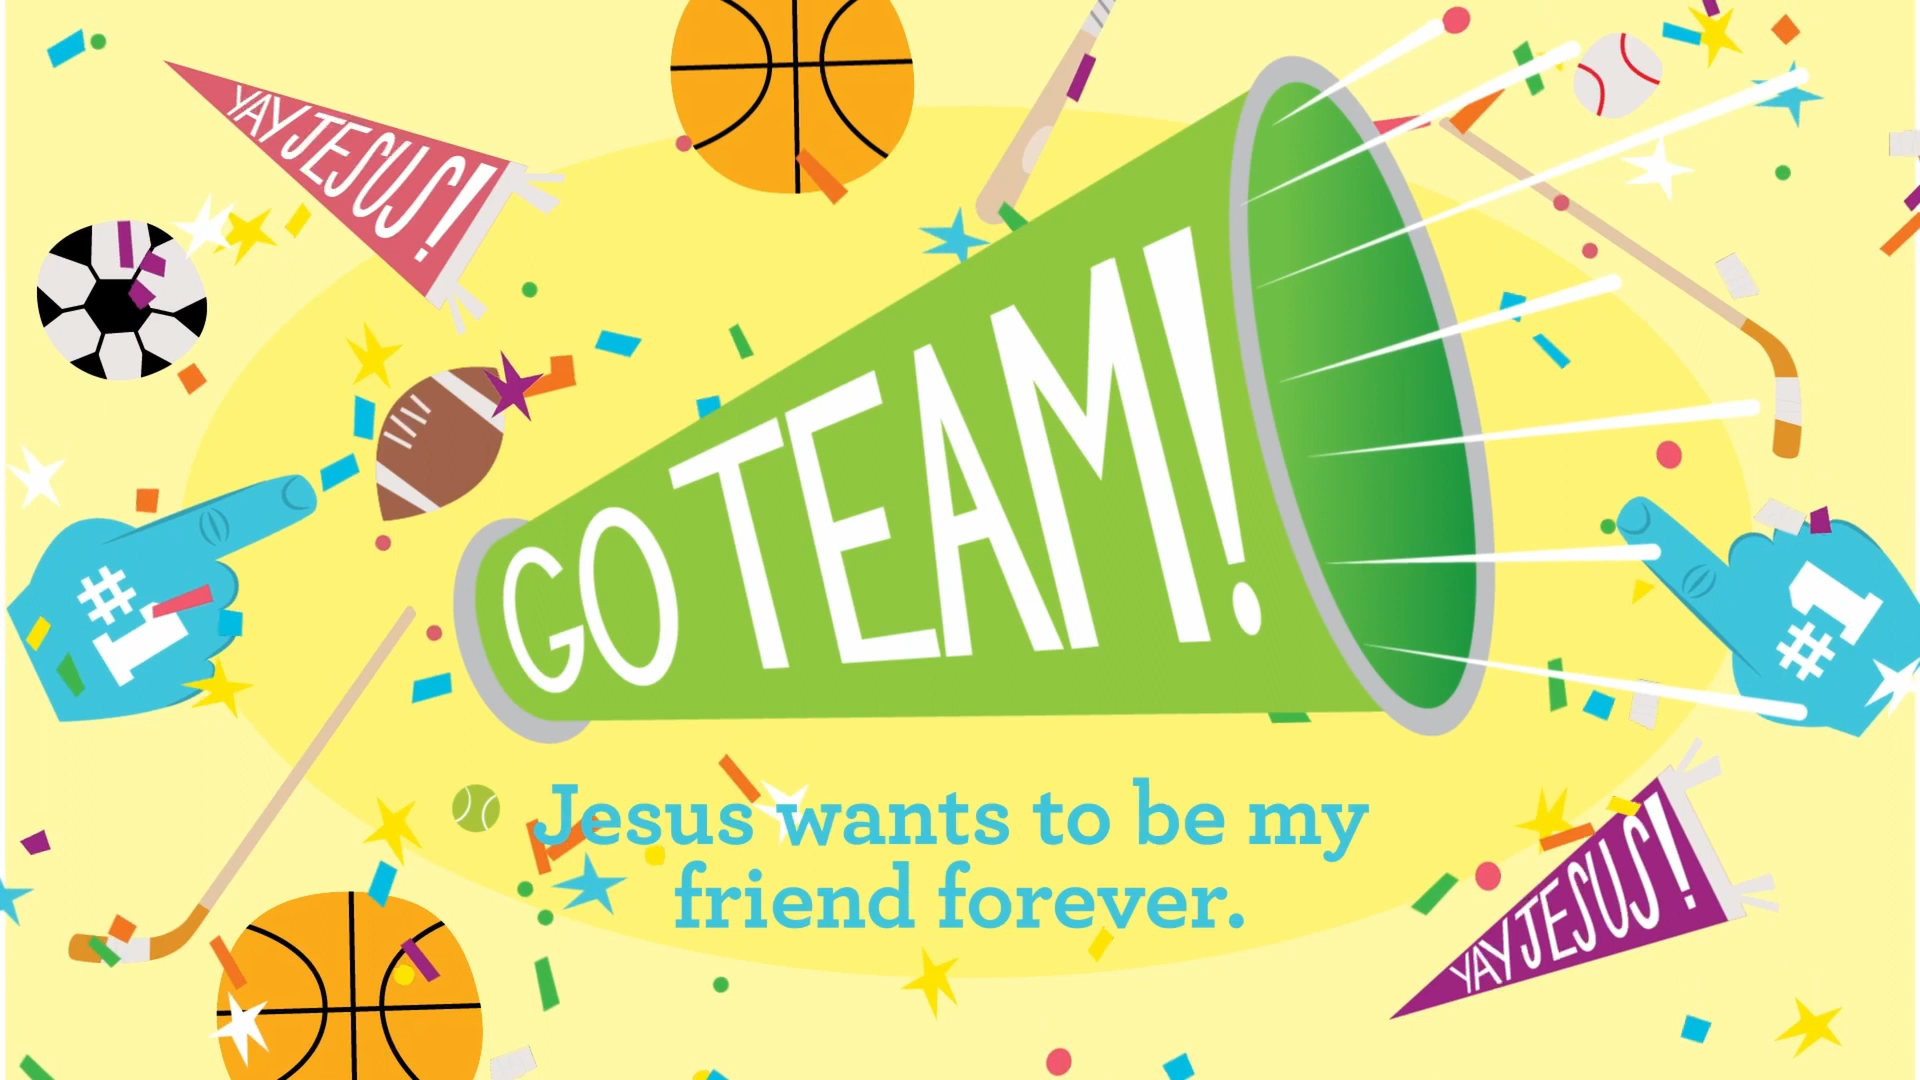 YAY JESUS!
GO TEAM!
#1
#1
Jesus wants to be my
friend forever.
YAY JESUS!